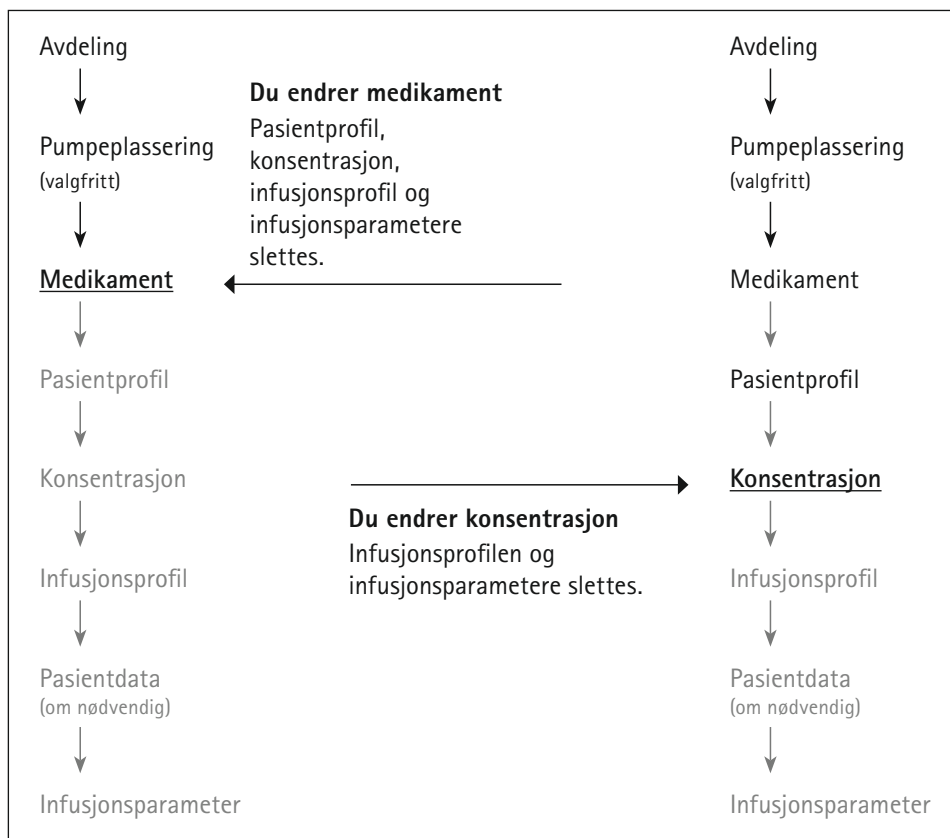 Avdeling
Pumpeplassering
(valgfritt)
Medikament
Pasientprofil
Konsentrasjon
Infusjonsprofil
Pasientdata
(om nødvendig)
Infusjonsparameter
Du endrer medikament
Pasientprofil,
konsentrasjon,
infusjonsprofil og
infusjonsparametere
slettes.
Du endrer konsentrasjon
Infusjonsprofilen og
infusjonsparametere slettes.
Avdeling
Pumpeplassering
(valgfritt)
Medikament
Pasientprofil
Konsentrasjon
Infusjonsprofil
Pasientdata
(om nødvendig)
Infusjonsparameter